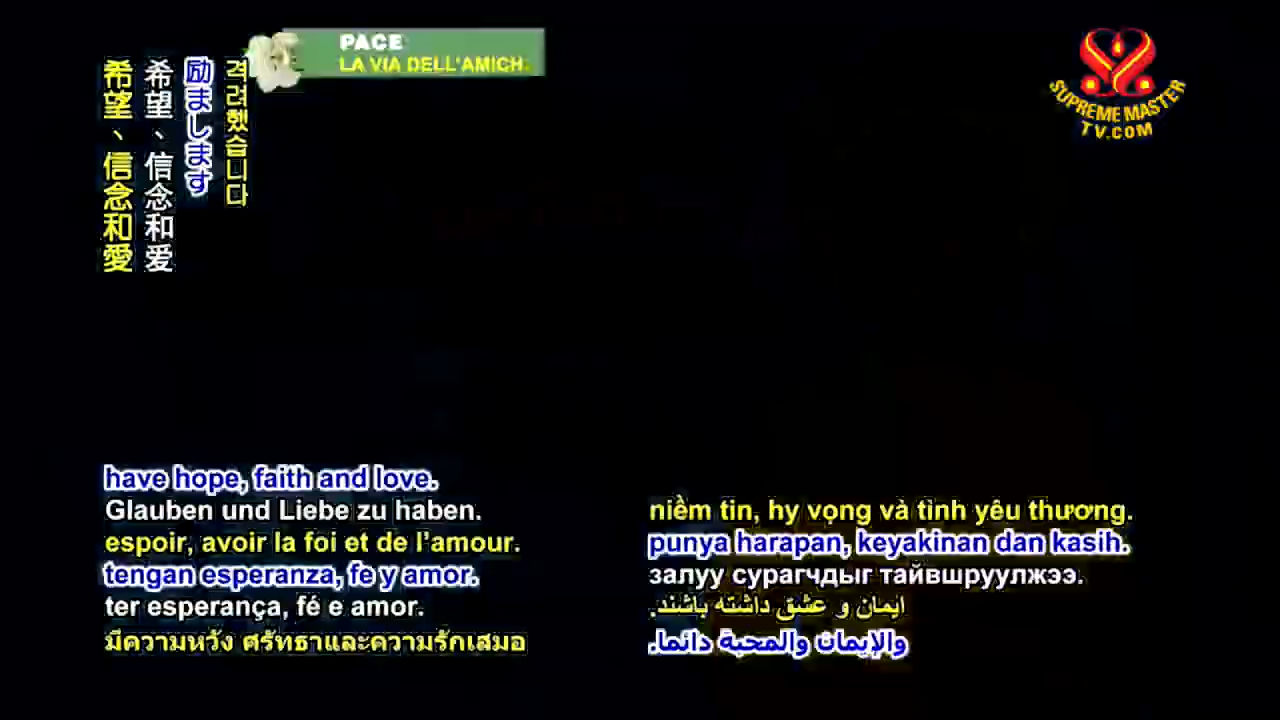 PACE
LA VIA DELL'AMICH.
SUPREME MASTER
TV.COM
격려했습니다
励まします
希望、信念和爱
希望、信念和愛
have hope, faith and love.
Glauben und Liebe zu haben.
espoir, avoir la foi et de l'amour.
tengan esperanza, fe y amor.
ter esperança, fé e amor.
มีความหวัง ศรัทธาและความรักเสมอ
niềm tin, hy vọng và tình yêu thương.
punya harapan, keyakinan dan kasih.
залуу сурагчдыг тайвшруулжээ.
ایمان و عشق داشته باشند.
والإيمان والمحبة دائما.